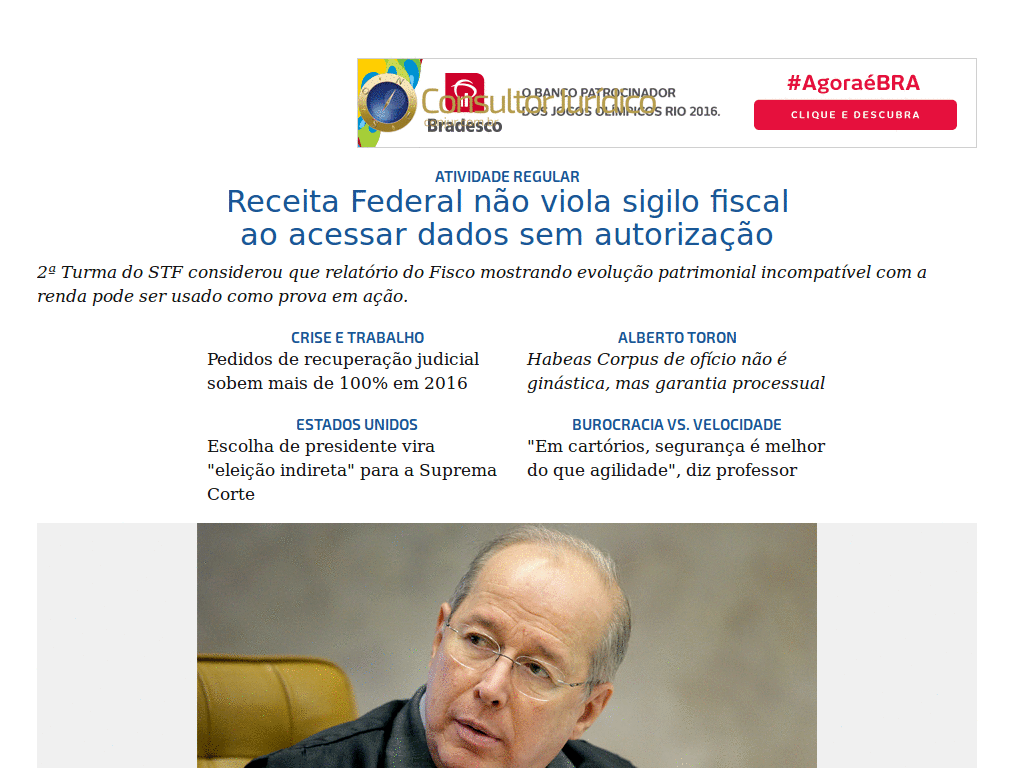 Consultor Jurídico
conjur.com.br
Bradesco
O BANCO PATROCINADOR
DOS JOGOS OLÍMPICOS RIO 2016.
#AgoraéBRA
CLIQUE E DESCUBRA
ATIVIDADE REGULAR
Receita Federal não viola sigilo fiscal
ao acessar dados sem autorização
2ª Turma do STF considerou que relatório do Fisco mostrando evolução patrimonial incompatível com a
renda pode ser usado como prova em ação.
CRISE E TRABALHO
Pedidos de recuperação judicial
sobem mais de 100% em 2016
ALBERTO TORON
Habeas Corpus de ofício não é
ginástica, mas garantia processual
ESTADOS UNIDOS
Escolha de presidente vira
"eleição indireta" para a Suprema
Corte
BUROCRACIA VS. VELOCIDADE
"Em cartórios, segurança é melhor
do que agilidade", diz professor